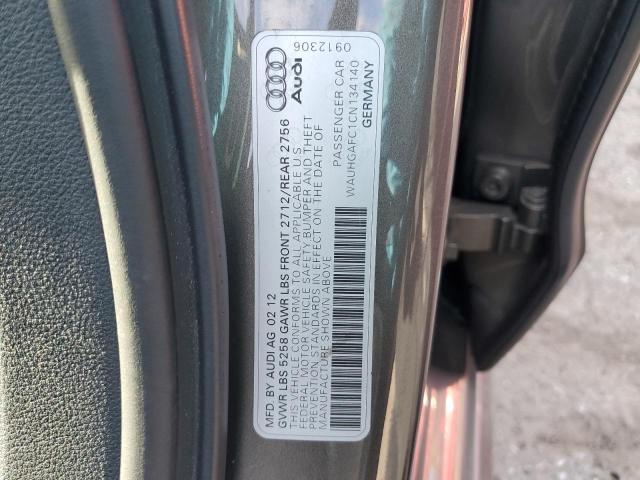 MFD. BY AUDI AG 02 12
GVWR LBS 5258 GAWR LBS FRONT 2712/REAR 2756
THIS VEHICLE CONFORMS TO ALL APPLICABLE U.S.
FEDERAL MOTOR VEHICLE SAFETY BUMPER AND THEFT
PREVENTION STANDARDS IN EFFECT ON THE DATE OF
MANUFACTURE SHOWN ABOVE
Audi
0912306
PASSENGER CAR
WAUHGAFC1CN134140
GERMANY